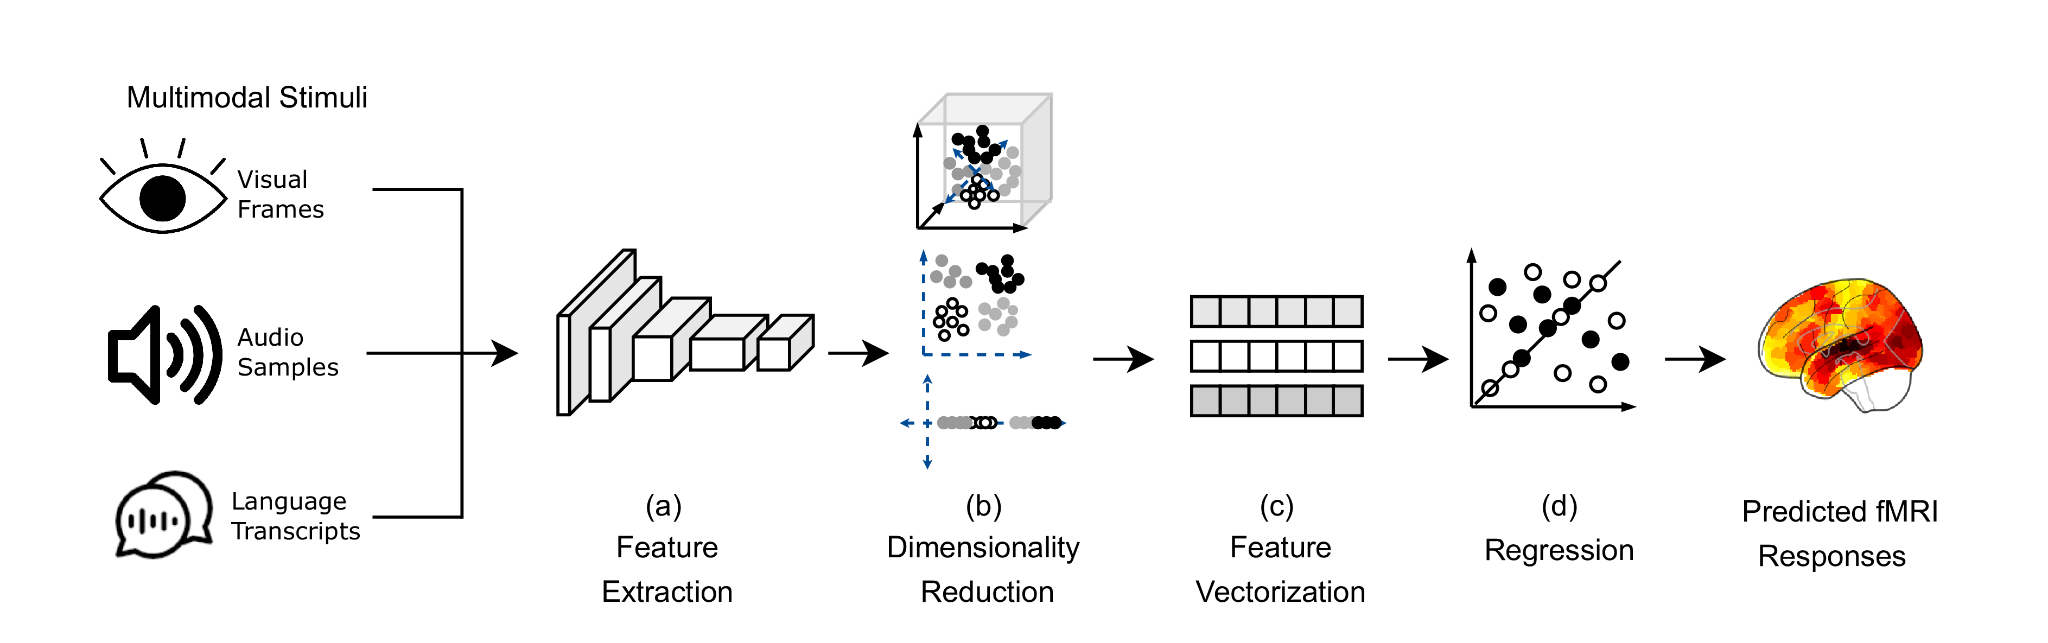 Multimodal Stimuli
Visual
Frames
Audio
Samples
Language
Transcripts
(a)
Feature
Extraction
(b)
Dimensionality
Reduction
(c)
Feature
Vectorization
(d)
Regression
Predicted fMRI
Responses